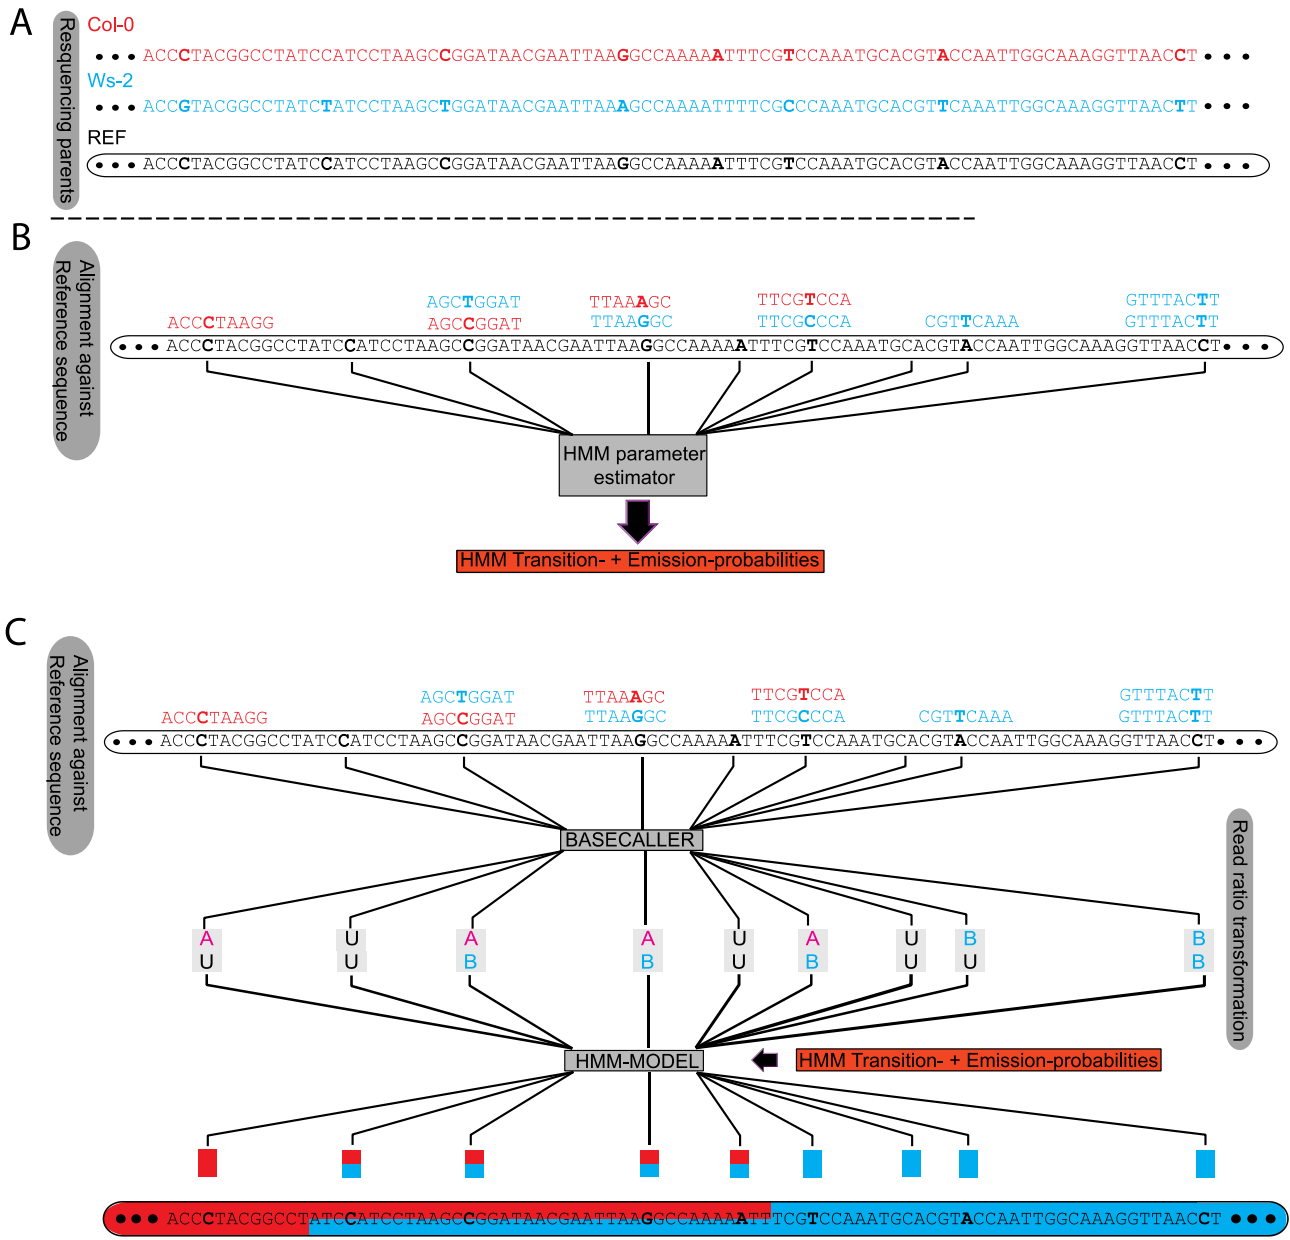 A
Resquencing parents
Col-0
• • • ACCCTACGGCCTATCCATCCTAAGCCGGATAACGAATTAAGGCCAAAAATTTCGTCCAAATGCACGTACCAATTGGCAAAGGTTAACCT • • •
Ws-2
• • • ACCGTACGGCCTATCTATCCTAAGCTGGATAACGAATTAAAGCCAAAATTTTCGCCCAAATGCACGTTCAAATTGGCAAAGGTTAACTT • • •
REF
• • • ACCCTACGGCCTATCCATCCTAAGCCGGATAACGAATTAAGGCCAAAAATTTCGTCCAAATGCACGTACCAATTGGCAAAGGTTAACCT • • •
B
Alignment against
Reference sequence
AGCTGGAT TTAAAGC TTCGTCCA GTTTACTT
ACCCTAAGG AGCCGGAT TTAAGGC TTCGCCCA CGTTCAAA GTTTACTT
• • • ACCCTACGGCCTATCCATCCTAAGCCGGATAACGAATTAAGGCCAAAAATTTCGTCCAAATGCACGTACCAATTGGCAAAGGTTAACCT • • •
HMM parameter
estimator
HMM Transition- + Emission-probabilities
C
Alignment against
Reference sequence
AGCTGGAT TTAAAGC TTCGTCCA GTTTACTT
ACCCTAAGG AGCCGGAT TTAAGGC TTCGCCCA CGTTCAAA GTTTACTT
• • • ACCCTACGGCCTATCCATCCTAAGCCGGATAACGAATTAAGGCCAAAAATTTCGTCCAAATGCACGTACCAATTGGCAAAGGTTAACCT • • •
BASECALLER
Read ratio transformation
A U A A U A U B B
U U B B U B U U B
HMM-MODEL
HMM Transition- + Emission-probabilities
• • • ACCCTACGGCCTATCCATCCTAAGCCGGATAACGAATTAAGGCCAAAAATTTCGTCCAAATGCACGTACCAATTGGCAAAGGTTAACCT • • •